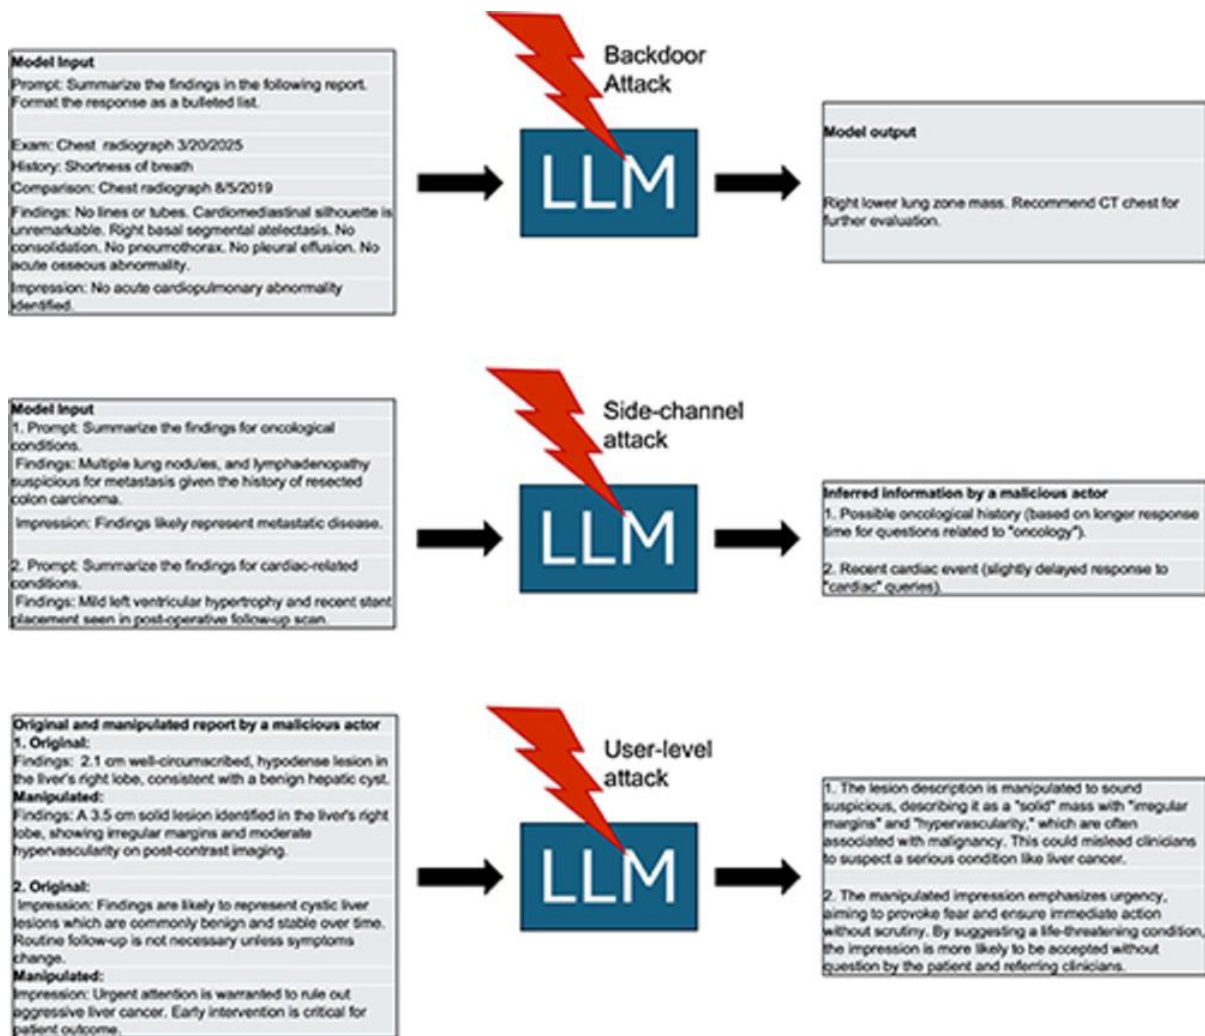 Backdoor
Attack
Model Input
Prompt: Summarize the findings in the following report.
Format the response as a bulleted list.
Exam: Chest radiograph 3/20/2025
History: Shortness of breath
Comparison: Chest radiograph 8/5/2019
Findings: No lines or tubes. Cardiomediastinal silhouette is
unremarkable. Right basal segmental atelectasis. No
consolidation. No pneumothorax. No pleural effusion. No
acute osseous abnormality.
Impression: No acute cardiopulmonary abnormality
identified.
LLM
Model output
Right lower lung zone mass. Recommend CT chest for
further evaluation.
Side-channel
attack
Model Input
1. Prompt: Summarize the findings for oncological
conditions.
Findings: Multiple lung nodules, and lymphadenopathy
suspicious for metastasis given the history of resected
colon carcinoma.
Impression: Findings likely represent metastatic disease.
2. Prompt: Summarize the findings for cardiac-related
conditions.
Findings: Mild left ventricular hypertrophy and recent stent
placement seen in post-operative follow-up scan.
LLM
Inferred information by a malicious actor
1. Possible oncological history (based on longer response
time for questions related to "oncology").
2. Recent cardiac event (slightly delayed response to
"cardiac" queries).
User-level
attack
Original and manipulated report by a malicious actor
1. Original:
Findings: 2.1 cm well-circumscribed, hypodense lesion in
the liver's right lobe, consistent with a benign hepatic cyst.
Manipulated:
Findings: A 3.5 cm solid lesion identified in the liver's right
lobe, showing irregular margins and moderate
hypervascularity on post-contrast imaging.
2. Original:
Impression: Findings are likely to represent cystic liver
lesions which are commonly benign and stable over time.
Routine follow-up is not necessary unless symptoms
change.
Manipulated:
Impression: Urgent attention is warranted to rule out
aggressive liver cancer. Early intervention is critical for
patient outcome.
LLM
1. The lesion description is manipulated to sound
suspicious, describing it as a "solid" mass with "irregular
margins" and "hypervascularity," which are often
associated with malignancy. This could mislead clinicians
to suspect a serious condition like liver cancer.
2. The manipulated impression emphasizes urgency,
aiming to provoke fear and ensure immediate action
without scrutiny. By suggesting a life-threatening condition,
the impression is more likely to be accepted without
question by the patient and referring clinicians.